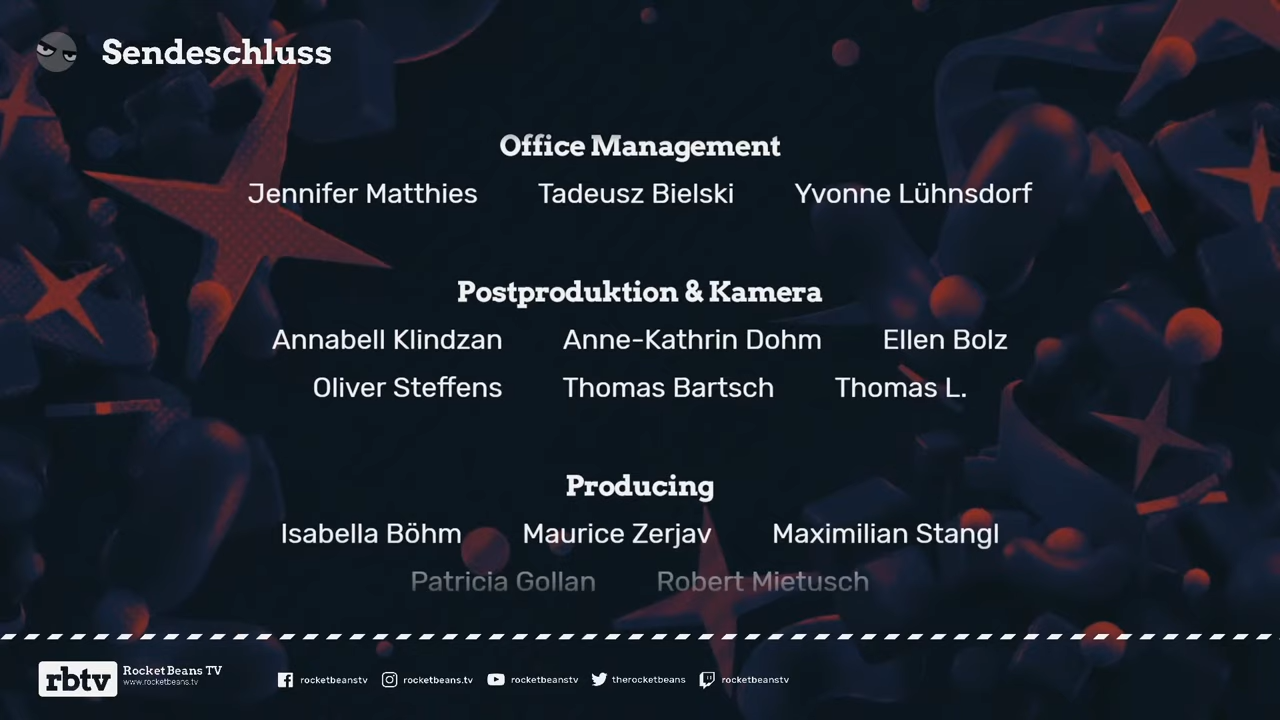 Sendeschluss
Office Management
Jennifer Matthies Tadeusz Bielski Yvonne Lühnsdorf
Postproduktion & Kamera
Annabell Klindzan Anne-Kathrin Dohm Ellen Bolz
Oliver Steffens Thomas Bartsch Thomas L.
Producing
Isabella Böhm Maurice Zerjav Maximilian Stangl
Patricia Gollan Robert Mietusch
rbtv RocketBeans TV
www.rocketbeans.tv
rocketbeanstv rocketbeans.tv rocketbeanstv therocketbeans rocketbeanstv